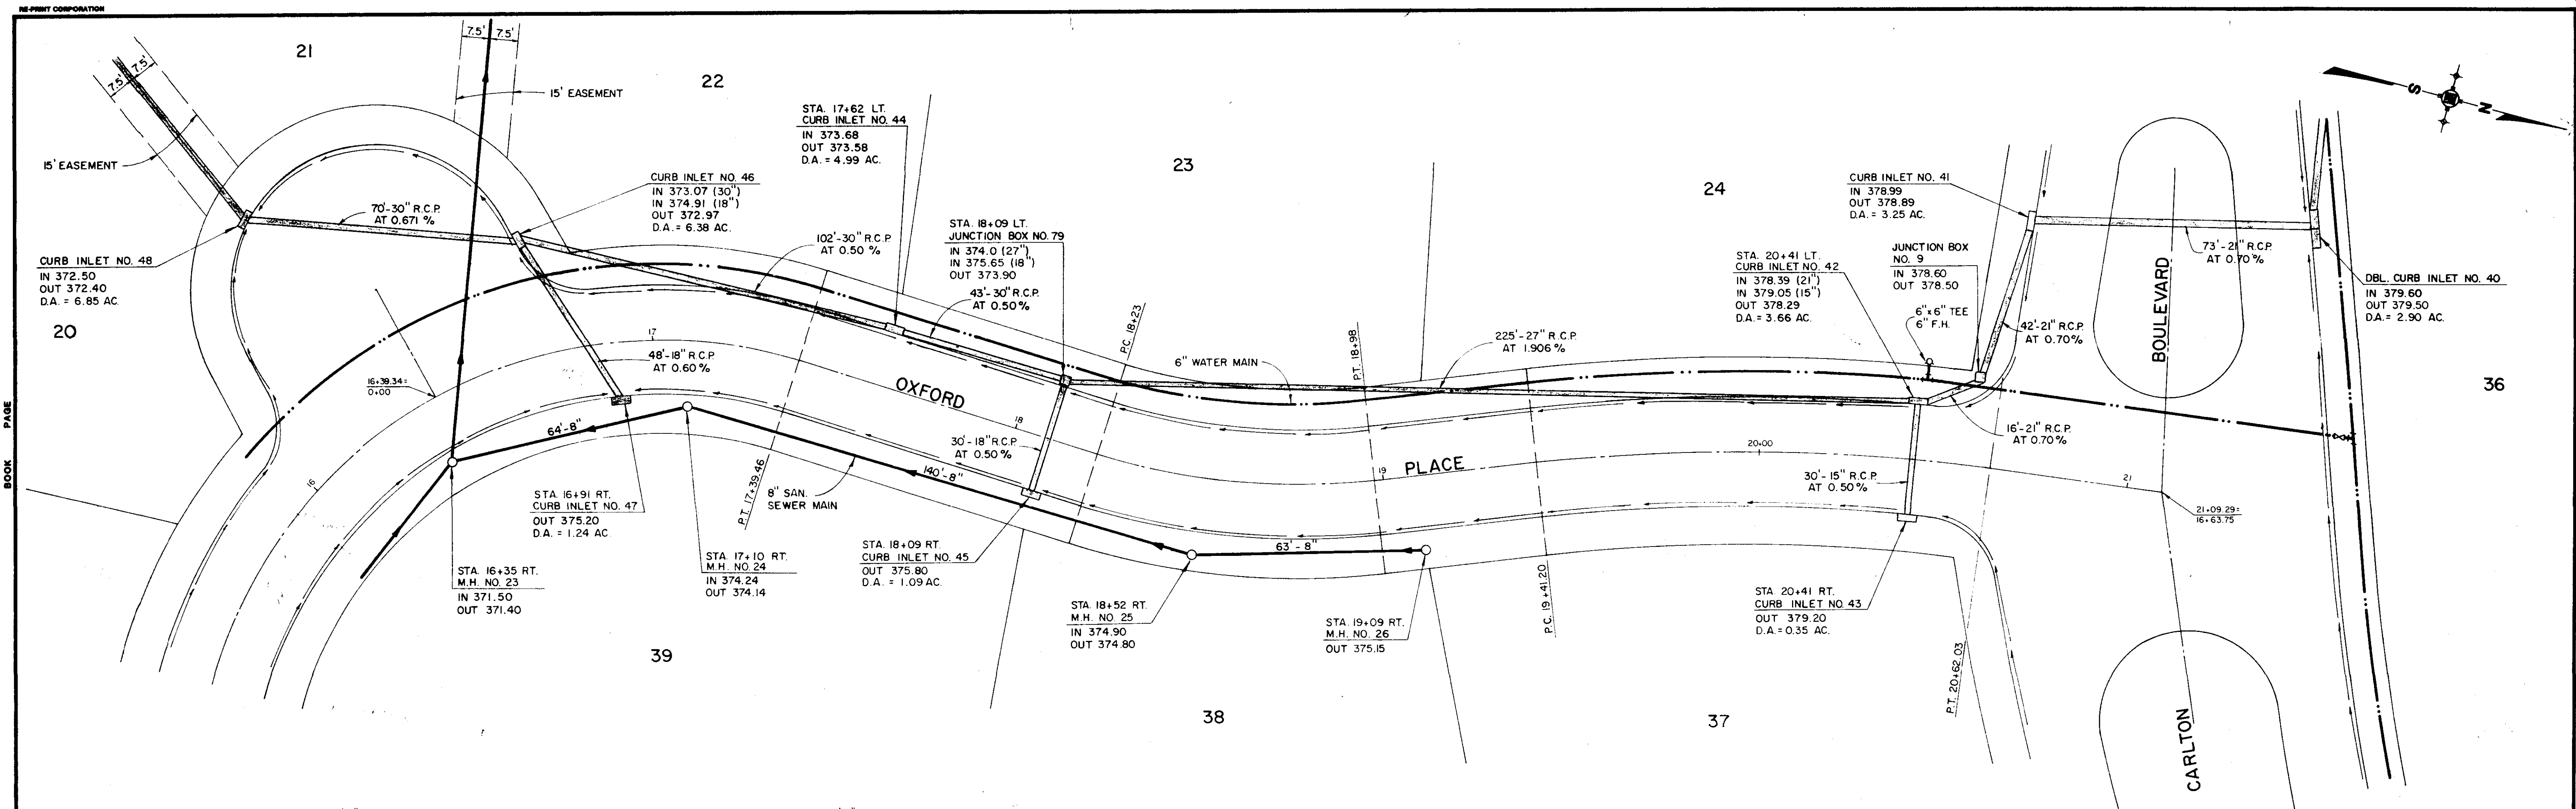 RE-PRINT CORPORATION
BOOK PAGE
21
7.5' 7.5'
15' EASEMENT
7.5' 7.5'
15' EASEMENT
22
STA. 17+62 LT.
CURB INLET NO. 44
IN 373.68
OUT 373.58
D.A. = 4.99 AC.
23
24
S N
CURB INLET NO. 46
IN 373.07 (30")
IN 374.91 (18")
OUT 372.97
D.A. = 6.38 AC.
70'-30" R.C.P.
AT 0.671 %
102'-30" R.C.P.
AT 0.50 %
CURB INLET NO. 48
IN 372.50
OUT 372.40
D.A. = 6.85 AC.
20
STA. 18+09 LT.
JUNCTION BOX NO. 79
IN 374.0 (27")
IN 375.65 (18")
OUT 373.90
43'-30" R.C.P.
AT 0.50 %
P.C. 18+23
P.T. 18+98
CURB INLET NO. 41
IN 378.99
OUT 378.89
D.A. = 3.25 AC.
JUNCTION BOX
NO. 9
IN 378.60
OUT 378.50
STA. 20+41 LT.
CURB INLET NO. 42
IN 378.39 (21")
IN 379.05 (15")
OUT 378.29
D.A. = 3.66 AC.
6"x6" TEE
6" F.H.
42'-21" R.C.P.
AT 0.70%
73'-21" R.C.P.
AT 0.70%
BOULEVARD
DBL. CURB INLET NO. 40
IN 379.60
OUT 379.50
D.A. = 2.90 AC.
36
17
48'-18" R.C.P.
AT 0.60 %
16+39.34=
0+00
OXFORD
6" WATER MAIN
225'-27" R.C.P.
AT 1.906 %
18
30'-18" R.C.P.
AT 0.50 %
64'-8"
16
P.T. 17+39.46
8" SAN.
SEWER MAIN
140'-8"
19
PLACE
20+00
16'-21" R.C.P.
AT 0.70 %
30'-15" R.C.P.
AT 0.50 %
21
21+09.29=
16+63.75
STA. 16+91 RT.
CURB INLET NO. 47
OUT 375.20
D.A. = 1.24 AC.
STA. 16+35 RT.
M.H. NO. 23
IN 371.50
OUT 371.40
STA. 17+10 RT.
M.H. NO. 24
IN 374.24
OUT 374.14
STA. 18+09 RT.
CURB INLET NO. 45
OUT 375.80
D.A. = 1.09 AC.
63'-8"
STA. 18+52 RT.
M.H. NO. 25
IN 374.90
OUT 374.80
STA. 19+09 RT.
M.H. NO. 26
OUT 375.15
P.C. 19+41.20
STA. 20+41 RT.
CURB INLET NO. 43
OUT 379.20
D.A. = 0.35 AC.
P.T. 20+62.03
39
38
37
CARLTON